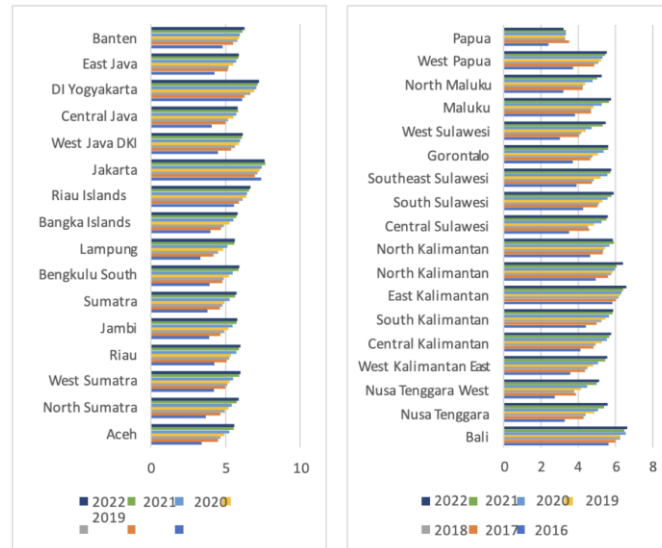 Banten
East Java
DI Yogyakarta
Central Java
West Java DKI
Jakarta
Riau Islands
Bangka Islands
Lampung
Bengkulu South
Sumatra
Jambi
Riau
West Sumatra
North Sumatra
Aceh
0 5 10
2022 2021 2020
2019
Papua
West Papua
North Maluku
Maluku
West Sulawesi
Gorontalo
Southeast Sulawesi
South Sulawesi
Central Sulawesi
North Kalimantan
North Kalimantan
East Kalimantan
South Kalimantan
Central Kalimantan
West Kalimantan East
Nusa Tenggara West
Nusa Tenggara
Bali
0 2 4 6 8
2022 2021 2020 2019
2018 2017 2016